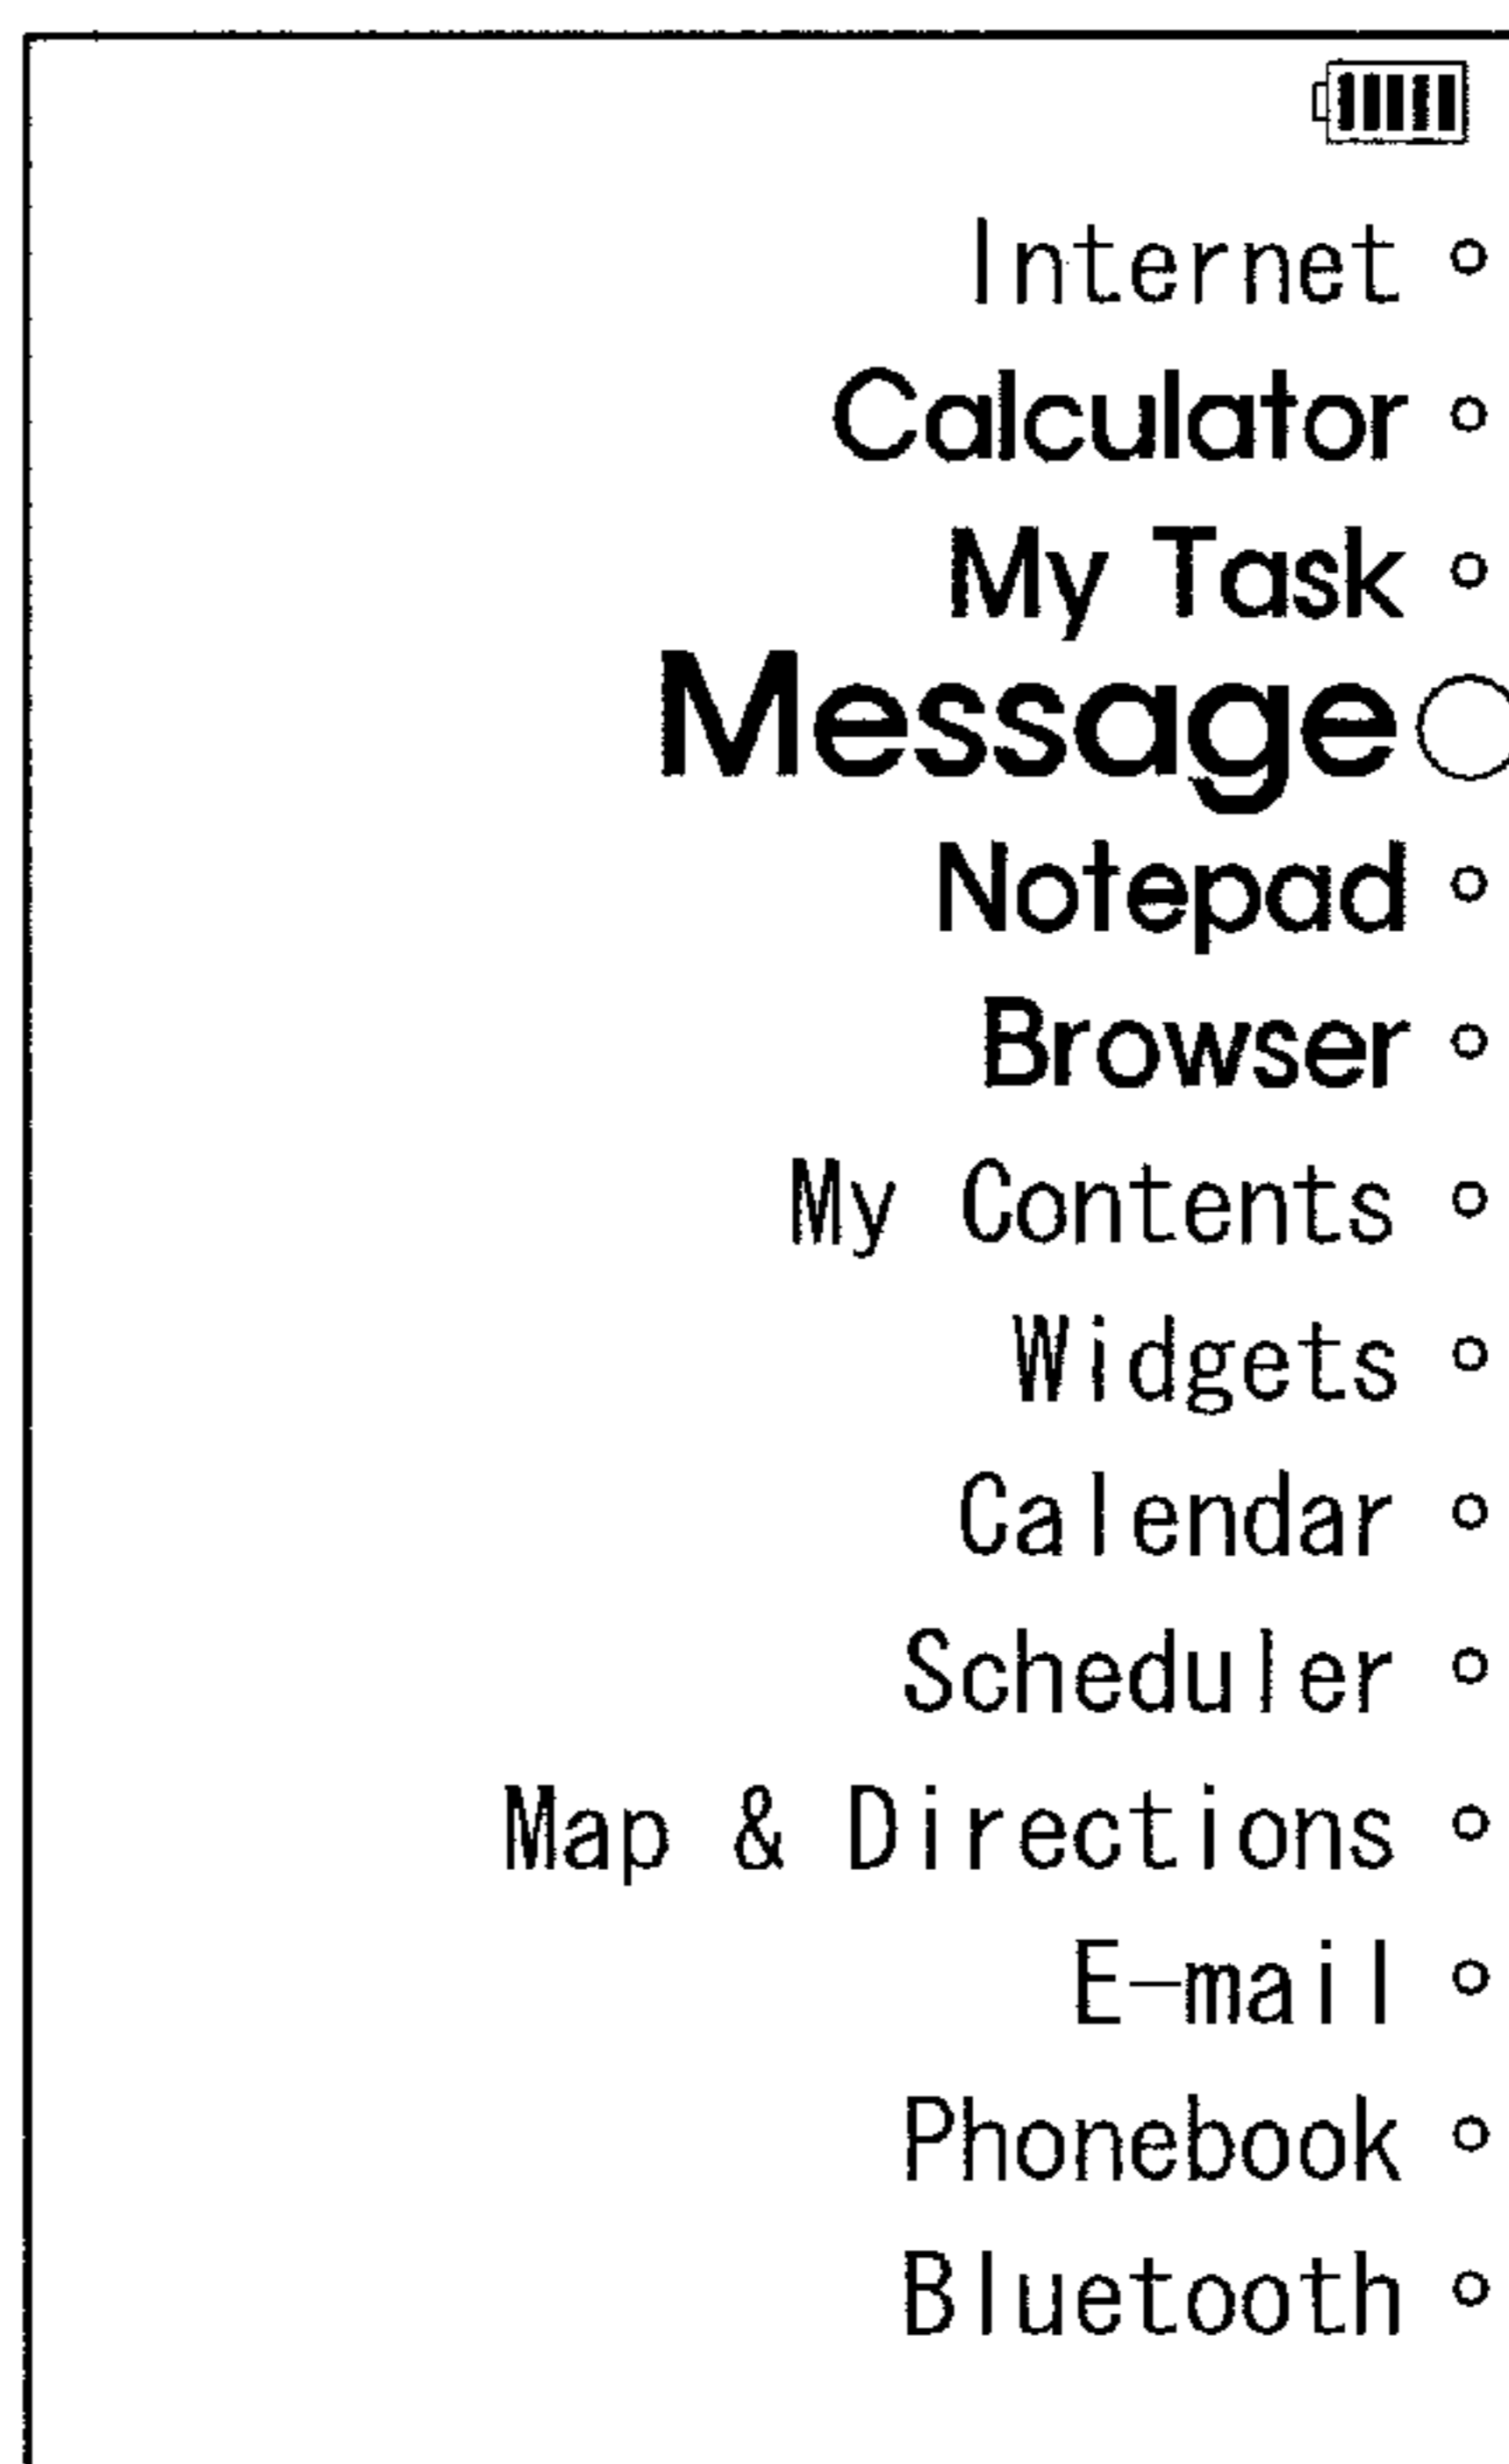 Internet
Calculator
My Task
Message
Notepad
Browser
My Contents
Widgets
Calendar
Scheduler
Map & Directions
E-mail
Phonebook
Bluetooth